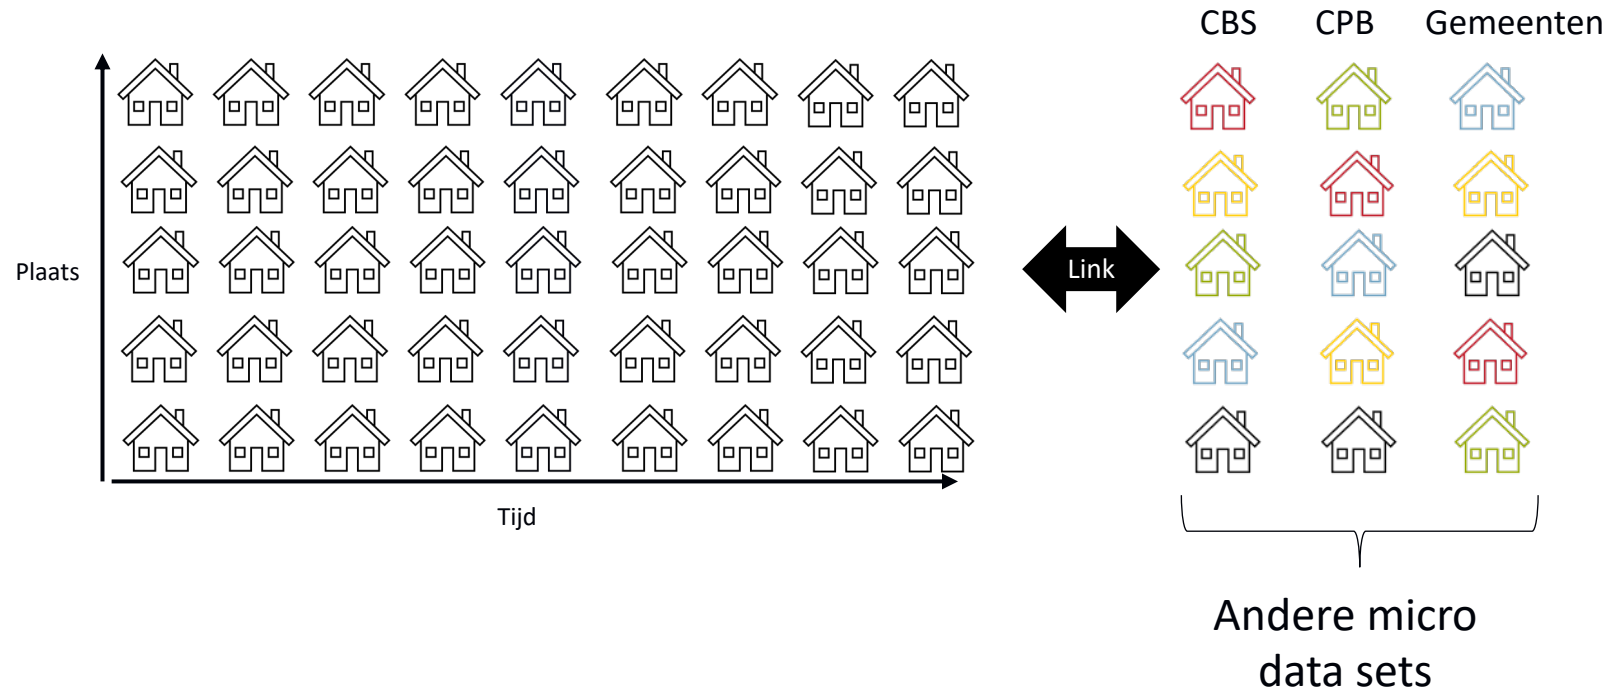 CBS CPB Gemeenten
Plaats
Link
Tijd
Andere micro
data sets